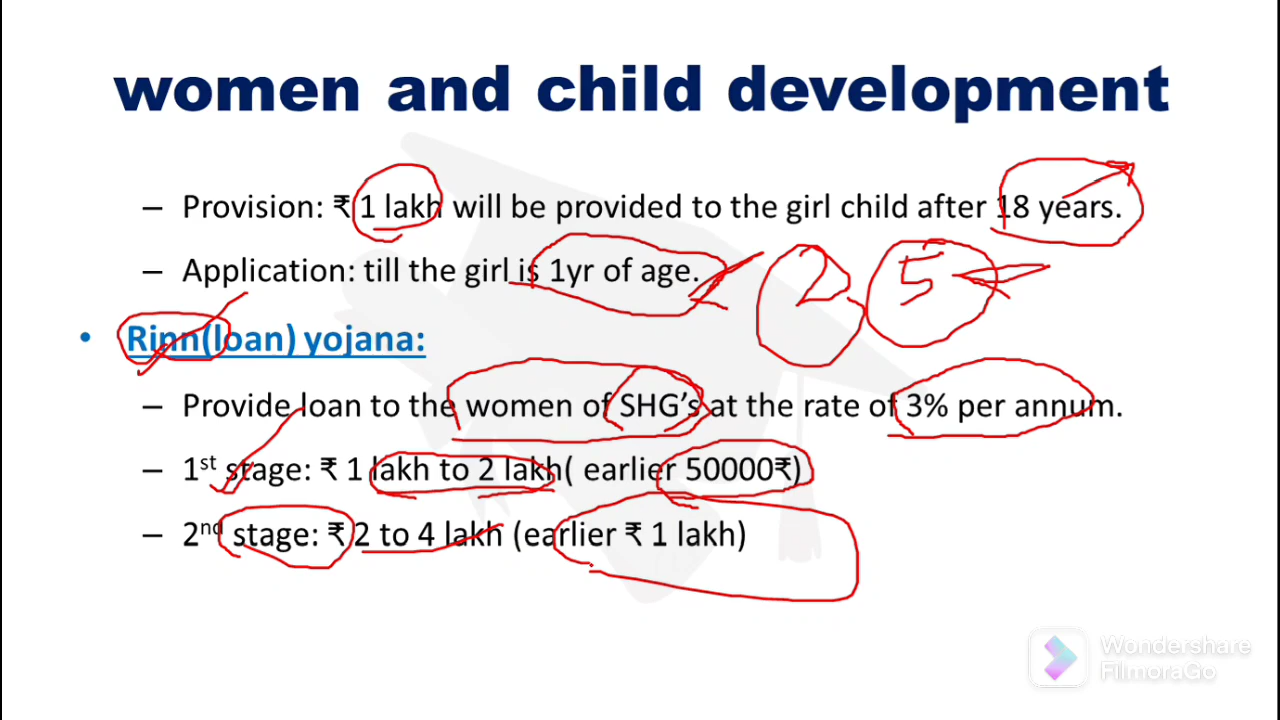 women and child development
– Provision: ₹ 1 lakh will be provided to the girl child after 18 years.
– Application: till the girl is 1yr of age.
2 5
• Rinn(loan) yojana:
– Provide loan to the women of SHG's at the rate of 3% per annum.
– 1st stage: ₹ 1 lakh to 2 lakh( earlier 50000₹)
– 2nd stage: ₹ 2 to 4 lakh (earlier ₹ 1 lakh)
Wondershare
FilmoraGo